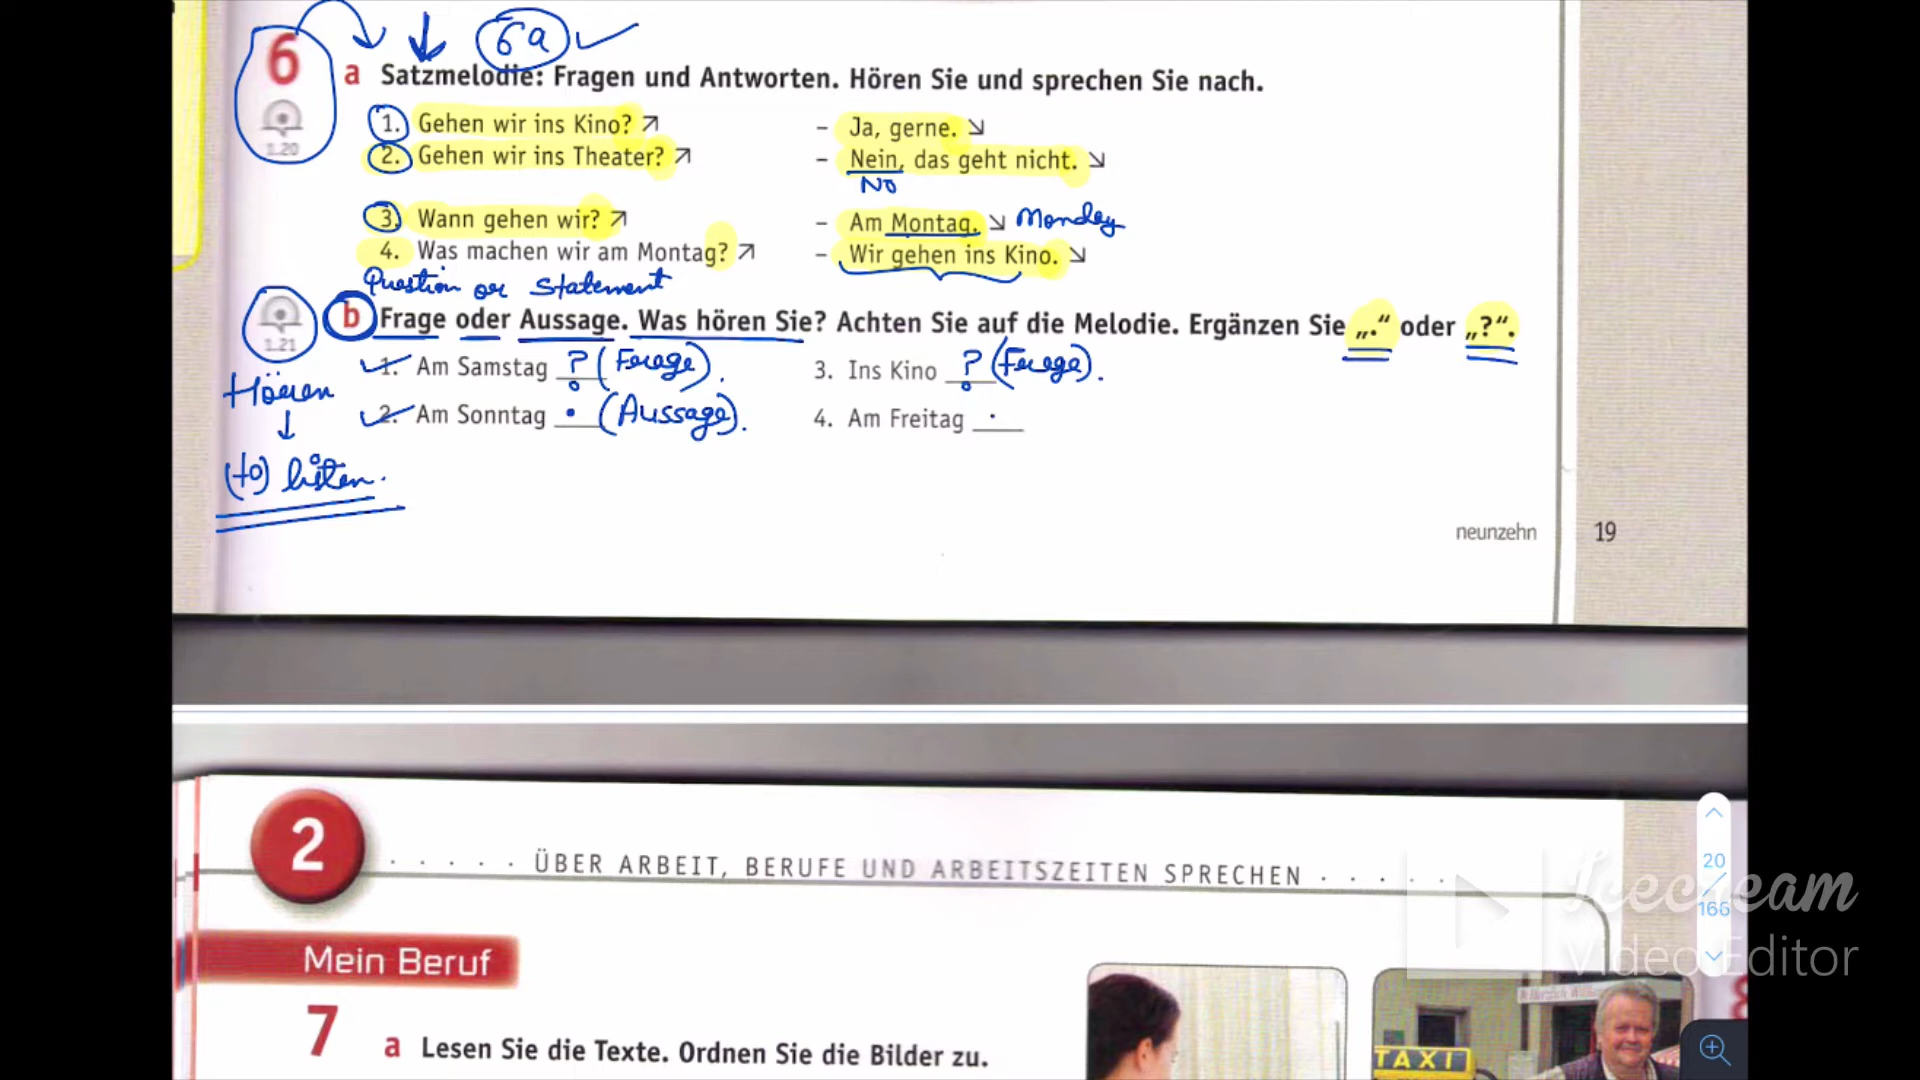 6a
6 a Satzmelodie: Fragen und Antworten. Hören Sie und sprechen Sie nach.
1.20
1. Gehen wir ins Kino? ↗ – Ja, gerne. ↘
2. Gehen wir ins Theater? ↗ – Nein, das geht nicht. ↘
No
3. Wann gehen wir? ↗ – Am Montag. ↘ Monday
4. Was machen wir am Montag? ↗ – Wir gehen ins Kino. ↘
Question or Statement
1.21
b Frage oder Aussage. Was hören Sie? Achten Sie auf die Melodie. Ergänzen Sie „.“ oder „?“.
1. Am Samstag ? (Frage). 3. Ins Kino ? (Frage).
2. Am Sonntag . (Aussage). 4. Am Freitag .
Hören
↓
(to) listen.
neunzehn 19
2 ..... ÜBER ARBEIT, BERUFE UND ARBEITSZEITEN SPRECHEN .....
20
166
Icecream
Video Editor
Mein Beruf
7 a Lesen Sie die Texte. Ordnen Sie die Bilder zu.
TAXI